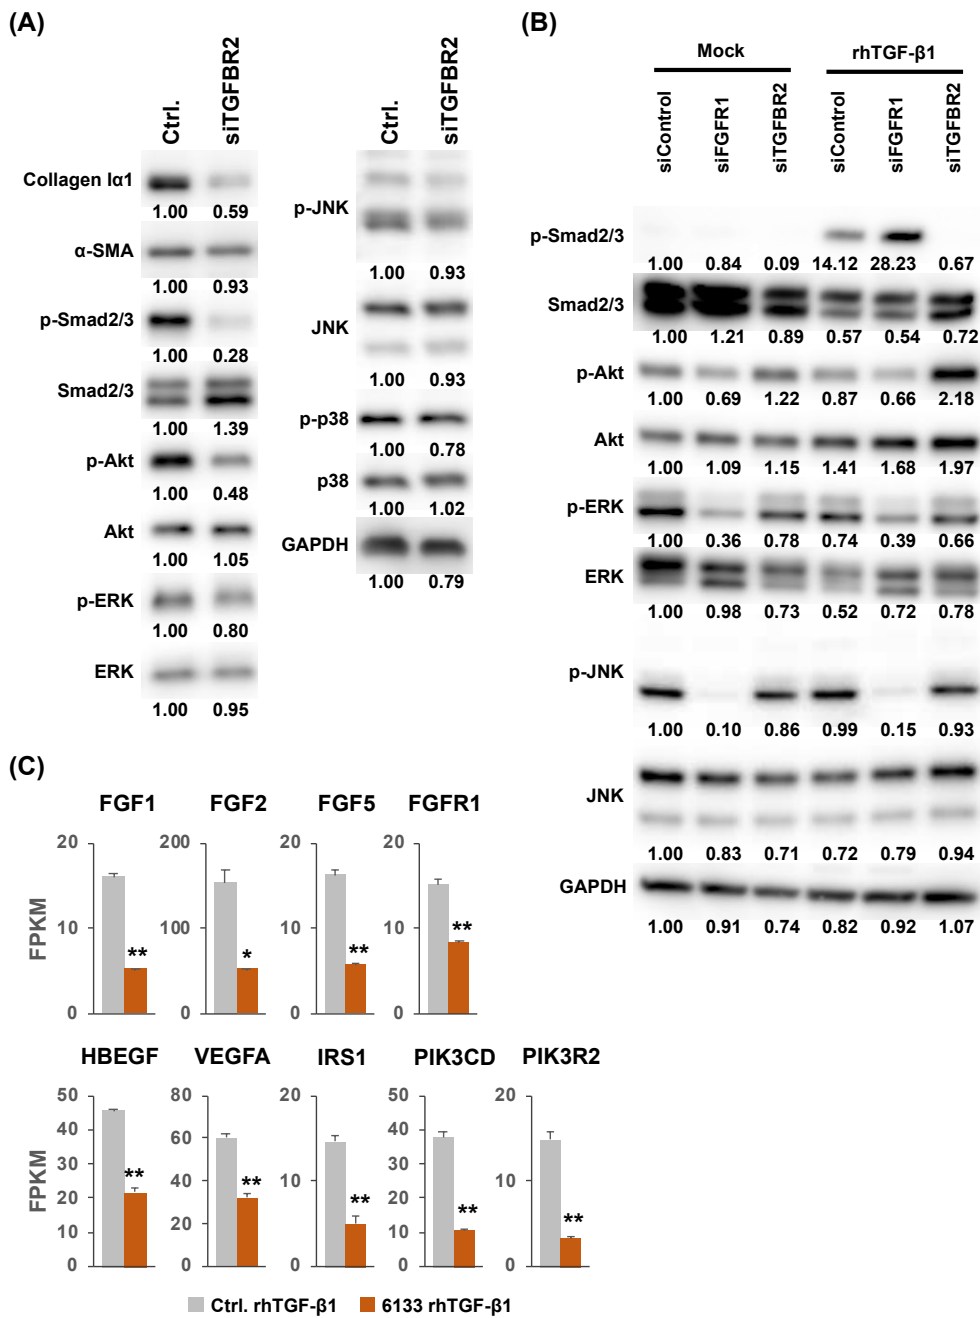 (A)
Ctrl.
siTGFBR2
Collagen Iα1
1.00 0.59
α-SMA
1.00 0.93
p-Smad2/3
1.00 0.28
Smad2/3
1.00 1.39
p-Akt
1.00 0.48
Akt
1.00 1.05
p-ERK
1.00 0.80
ERK
1.00 0.95
Ctrl.
siTGFBR2
p-JNK
1.00 0.93
JNK
1.00 0.93
p-p38
1.00 0.78
p38
1.00 1.02
GAPDH
1.00 0.79
(B)
Mock rhTGF-β1
siControl
siFGFR1
siTGFBR2
siControl
siFGFR1
siTGFBR2
p-Smad2/3
1.00 0.84 0.09 14.12 28.23 0.67
Smad2/3
1.00 1.21 0.89 0.57 0.54 0.72
p-Akt
1.00 0.69 1.22 0.87 0.66 2.18
Akt
1.00 1.09 1.15 1.41 1.68 1.97
p-ERK
1.00 0.36 0.78 0.74 0.39 0.66
ERK
1.00 0.98 0.73 0.52 0.72 0.78
p-JNK
1.00 0.10 0.86 0.99 0.15 0.93
JNK
1.00 0.83 0.71 0.72 0.79 0.94
GAPDH
1.00 0.91 0.74 0.82 0.92 1.07
(C)
FPKM
FGF1
20
10
0
**
FGF2
200
100
0
*
FGF5
20
10
0
**
FGFR1
20
10
0
**
FPKM
HBEGF
50
40
30
20
10
0
**
VEGFA
80
60
40
20
0
**
IRS1
20
10
0
**
PIK3CD
50
40
30
20
10
0
**
PIK3R2
20
10
0
**
Ctrl. rhTGF-β1 6133 rhTGF-β1